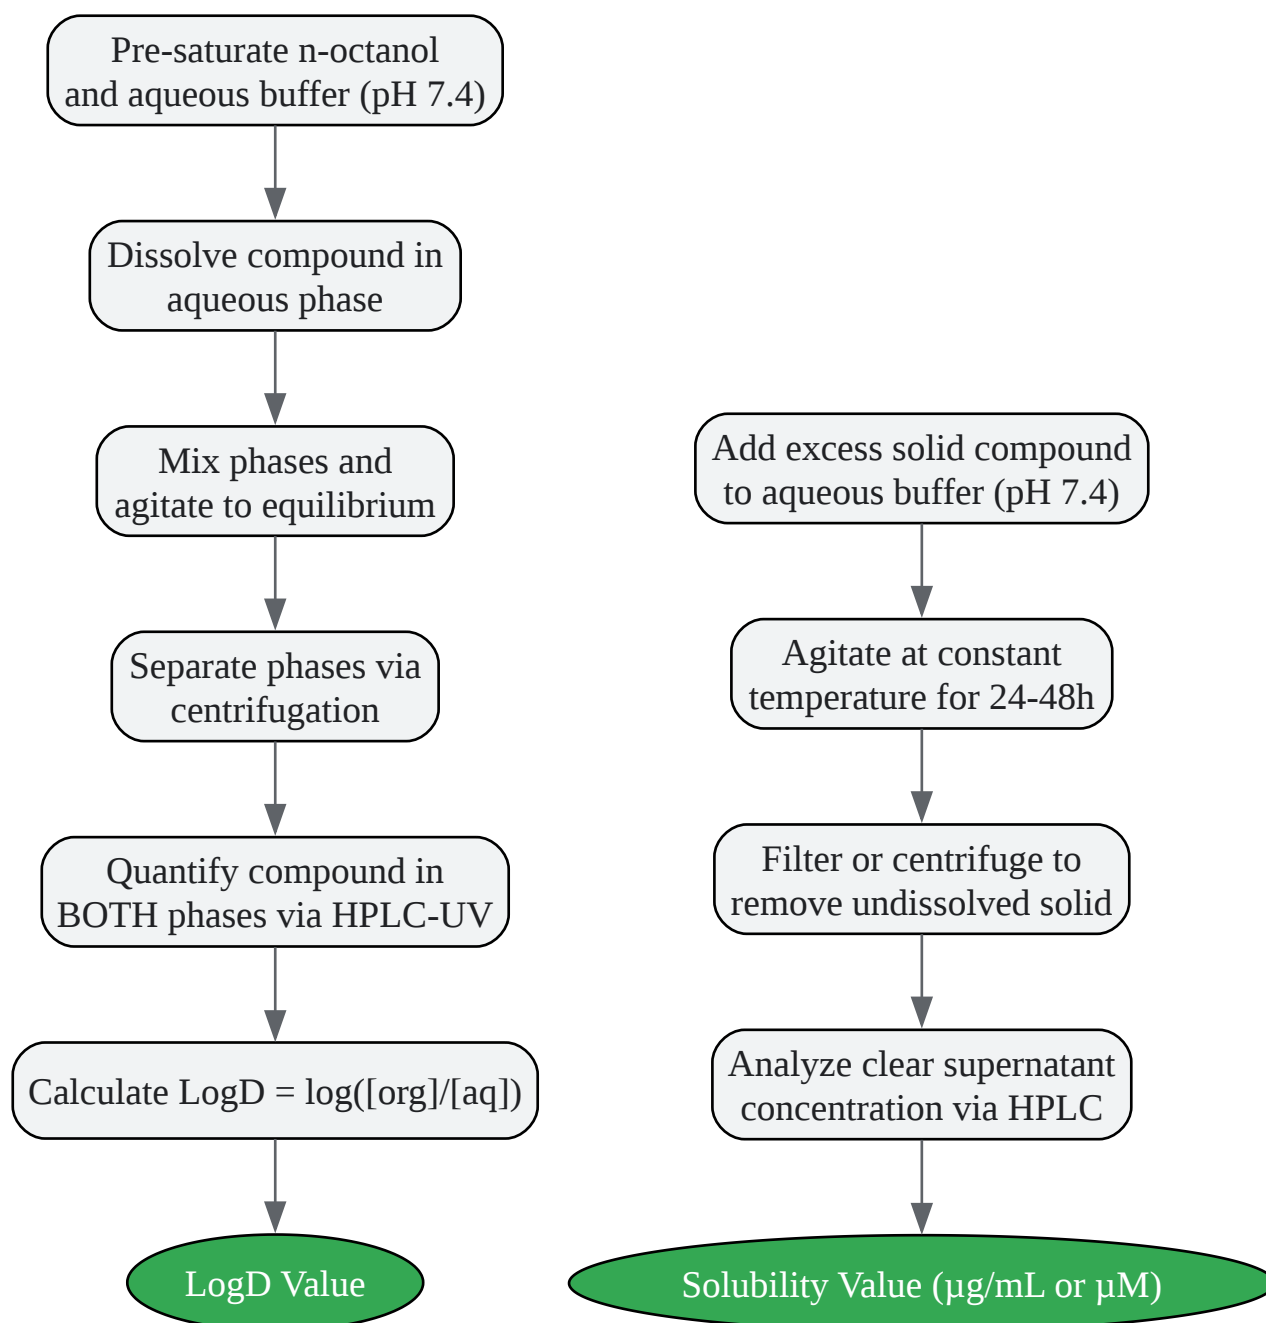 Pre-saturate n-octanol
and aqueous buffer (pH 7.4)
Dissolve compound in
aqueous phase
Mix phases and
agitate to equilibrium
Separate phases via
centrifugation
Quantify compound in
BOTH phases via HPLC-UV
Calculate LogD = log([org]/[aq])
LogD Value
Add excess solid compound
to aqueous buffer (pH 7.4)
Agitate at constant
temperature for 24-48h
Filter or centrifuge to
remove undissolved solid
Analyze clear supernatant
concentration via HPLC
Solubility Value (µg/mL or µM)